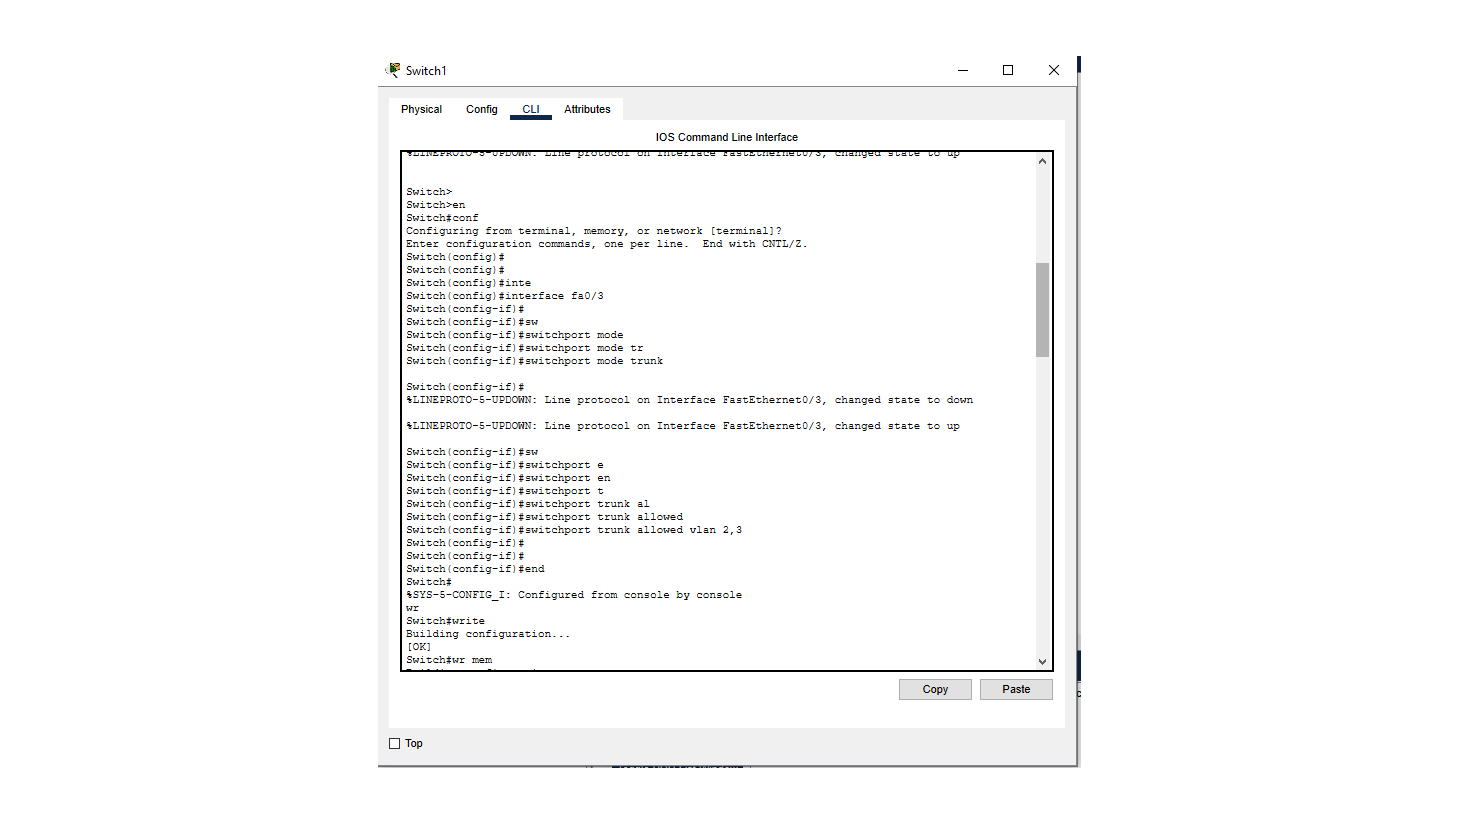 Switch1
Physical Config CLI Attributes
IOS Command Line Interface
%LINEPROTO-5-UPDOWN: Line protocol on Interface FastEthernet0/3, changed state to up
Switch>
Switch>en
Switch#conf
Configuring from terminal, memory, or network [terminal]?
Enter configuration commands, one per line.  End with CNTL/Z.
Switch(config)#
Switch(config)#
Switch(config)#inte
Switch(config)#interface fa0/3
Switch(config-if)#
Switch(config-if)#sw
Switch(config-if)#switchport mode
Switch(config-if)#switchport mode tr
Switch(config-if)#switchport mode trunk
Switch(config-if)#
%LINEPROTO-5-UPDOWN: Line protocol on Interface FastEthernet0/3, changed state to down
%LINEPROTO-5-UPDOWN: Line protocol on Interface FastEthernet0/3, changed state to up
Switch(config-if)#sw
Switch(config-if)#switchport e
Switch(config-if)#switchport en
Switch(config-if)#switchport t
Switch(config-if)#switchport trunk al
Switch(config-if)#switchport trunk allowed
Switch(config-if)#switchport trunk allowed vlan 2,3
Switch(config-if)#
Switch(config-if)#
Switch(config-if)#end
Switch#
%SYS-5-CONFIG_I: Configured from console by console
wr
Switch#write
Building configuration...
[OK]
Switch#wr mem
Copy Paste
Top